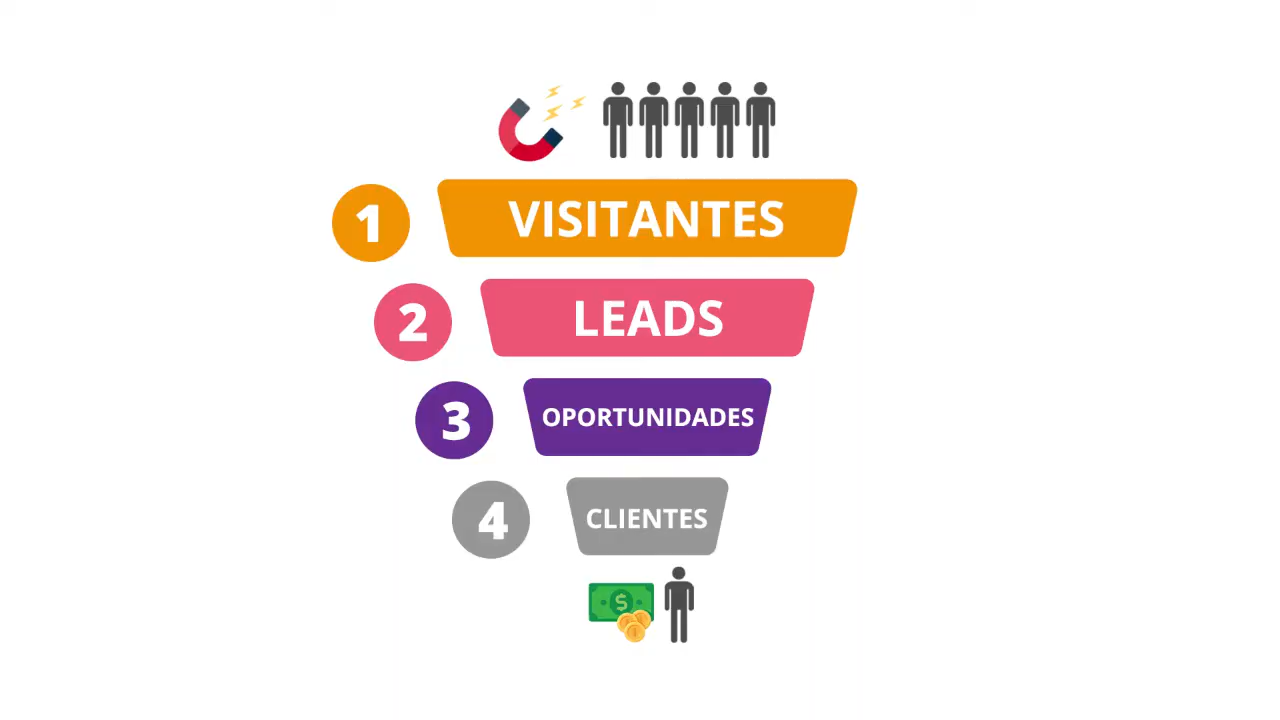 1 VISITANTES
2 LEADS
3 OPORTUNIDADES
4 CLIENTES
$